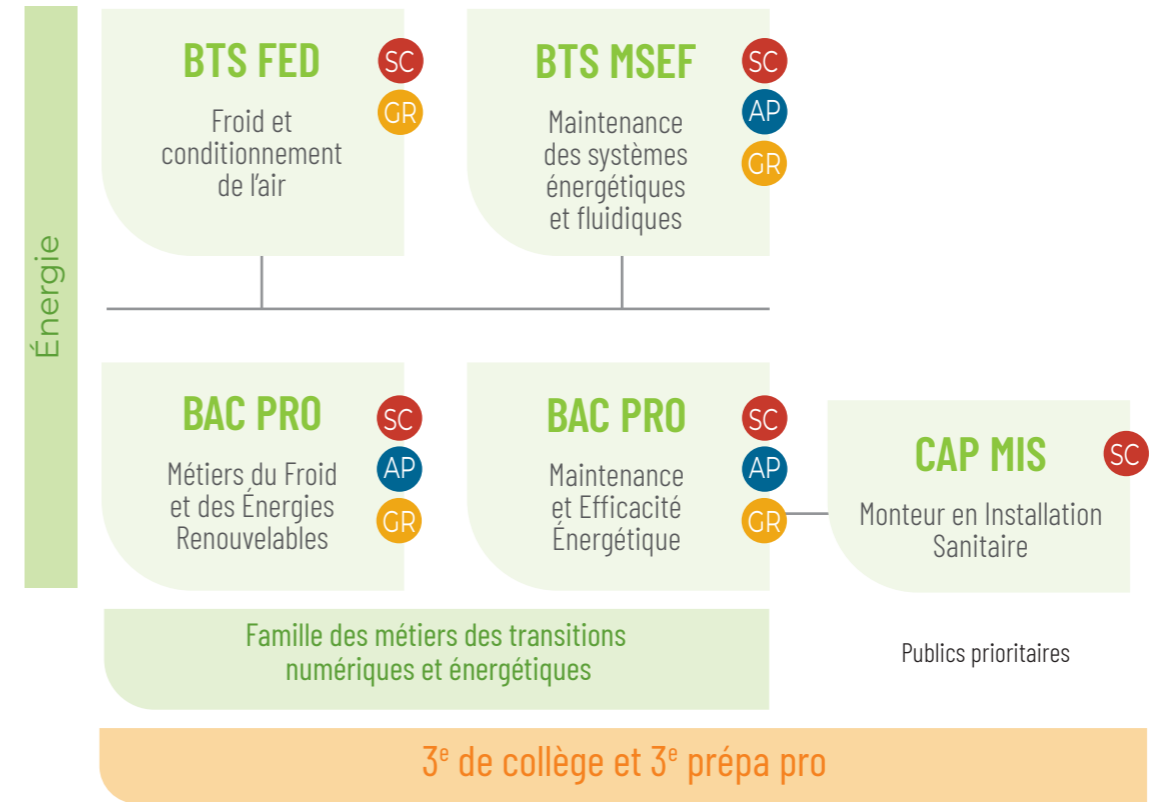 Énergie
BTS FED
SC
GR
Froid et
conditionnement
de l'air
BTS MSEF
SC
AP
GR
Maintenance
des systèmes
énergétiques
et fluidiques
BAC PRO
SC
AP
GR
Métiers du Froid
et des Énergies
Renouvelables
BAC PRO
SC
AP
GR
Maintenance
et Efficacité
Énergétique
CAP MIS
SC
Monteur en Installation
Sanitaire
Famille des métiers des transitions
numériques et énergétiques
Publics prioritaires
3e de collège et 3e prépa pro